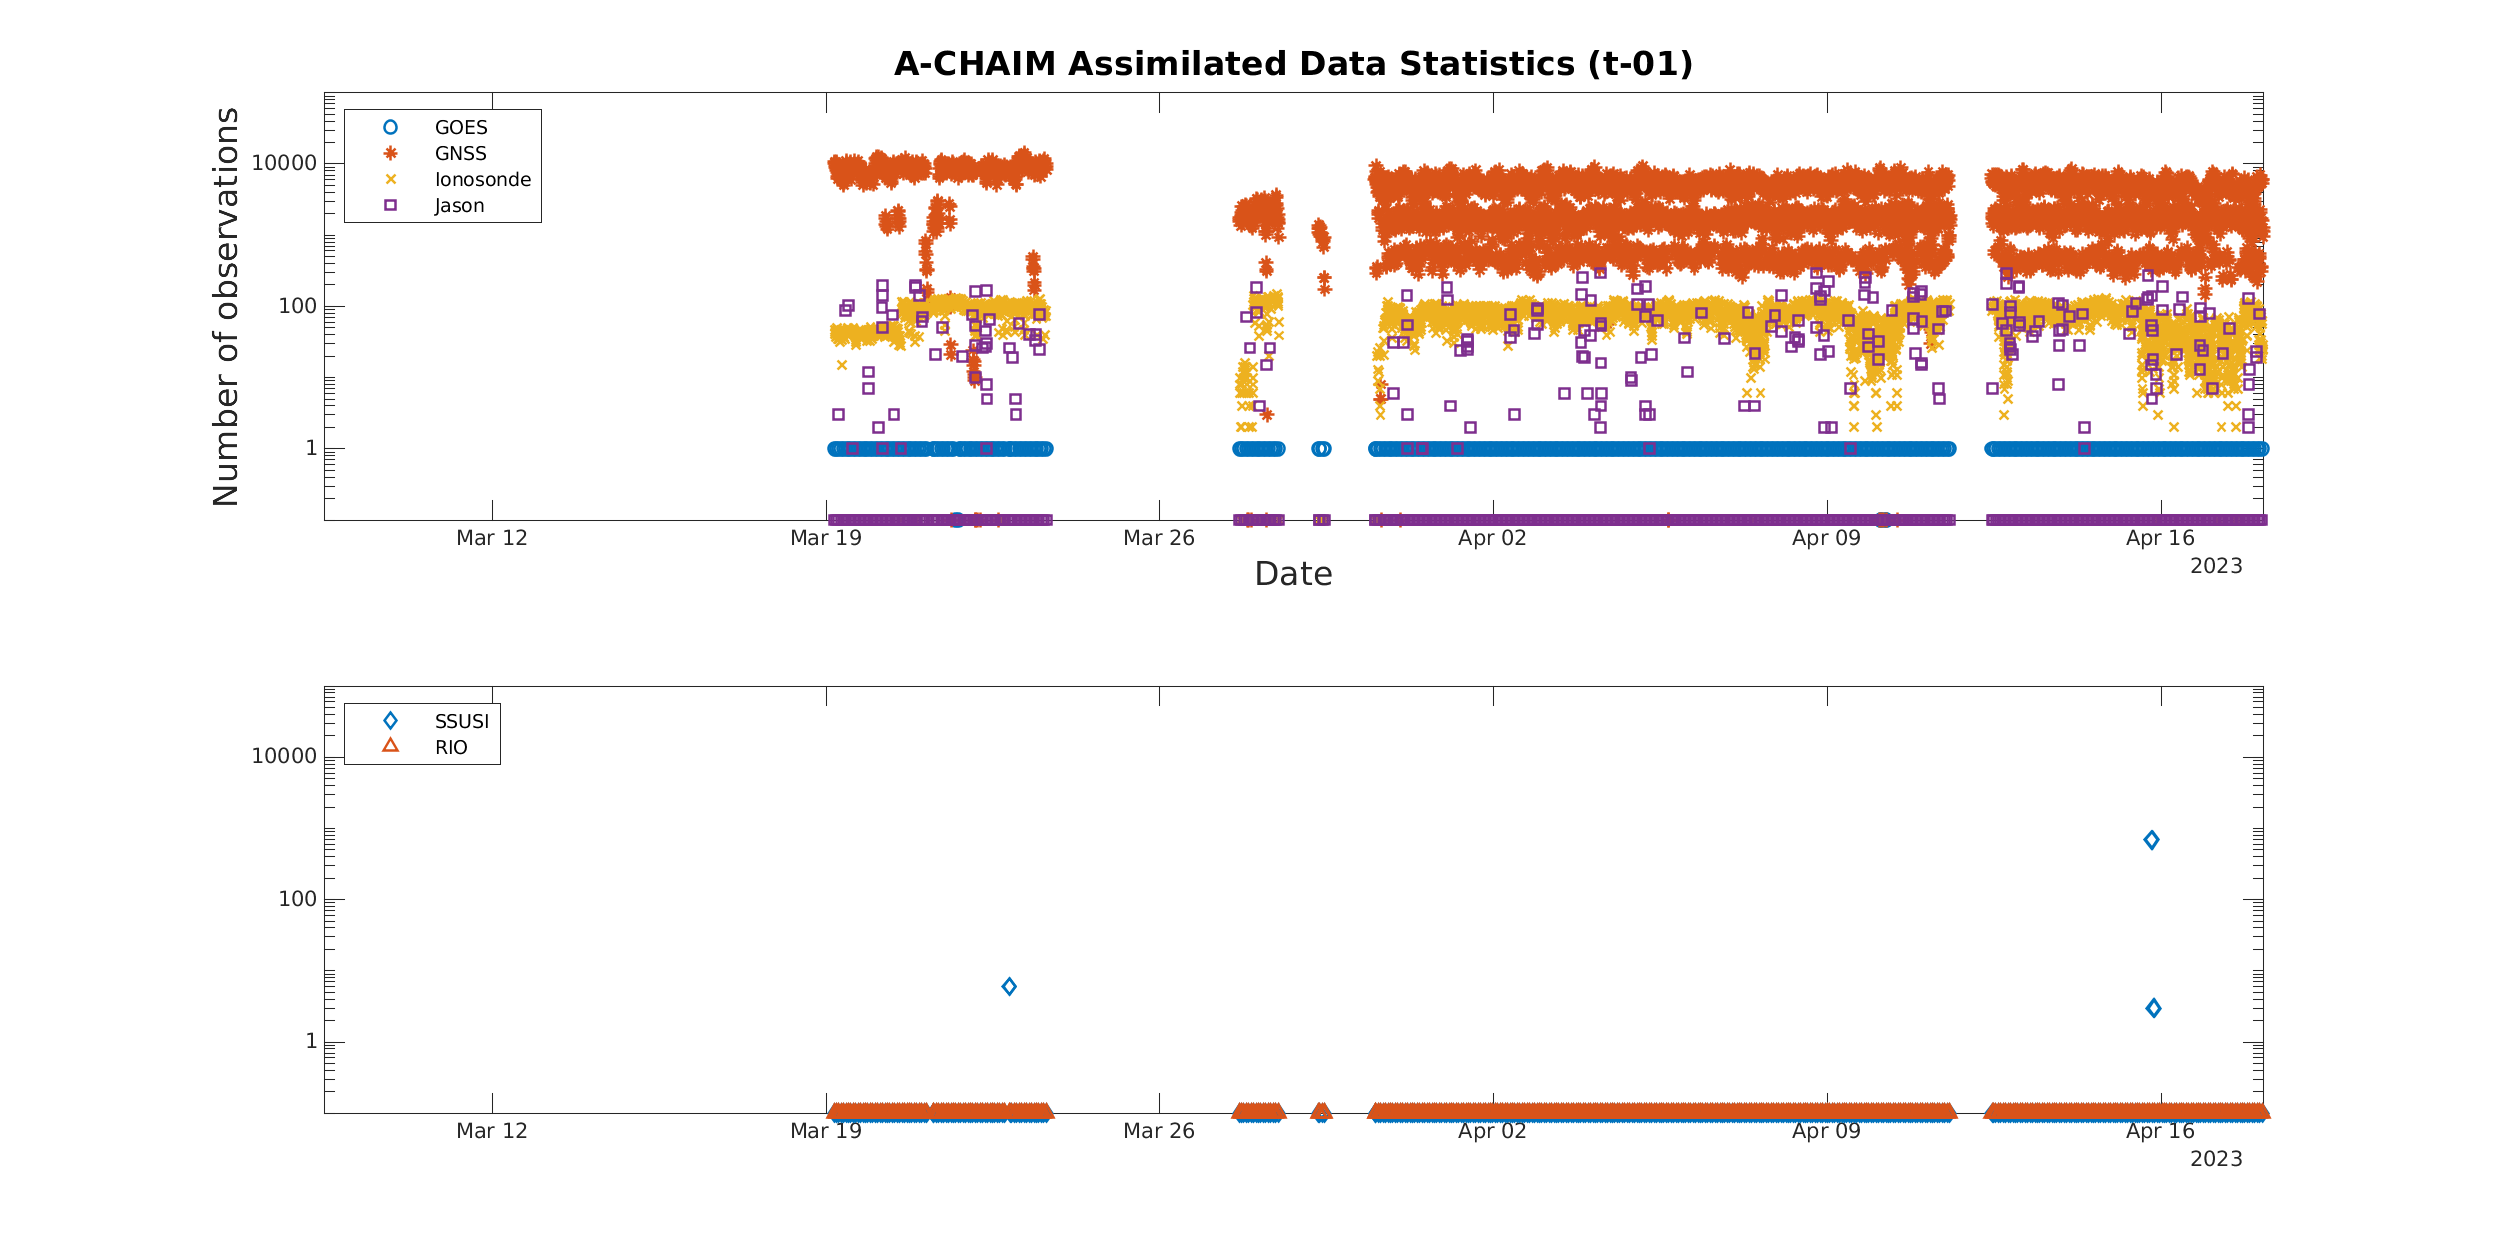 A-CHAIM Assimilated Data Statistics (t-01)
Number of observations
GOES
GNSS
Ionosonde
Jason
10000
100
1
Mar 12 Mar 19 Mar 26 Apr 02 Apr 09 Apr 16
2023
Date
SSUSI
RIO
10000
100
1
Mar 12 Mar 19 Mar 26 Apr 02 Apr 09 Apr 16
2023